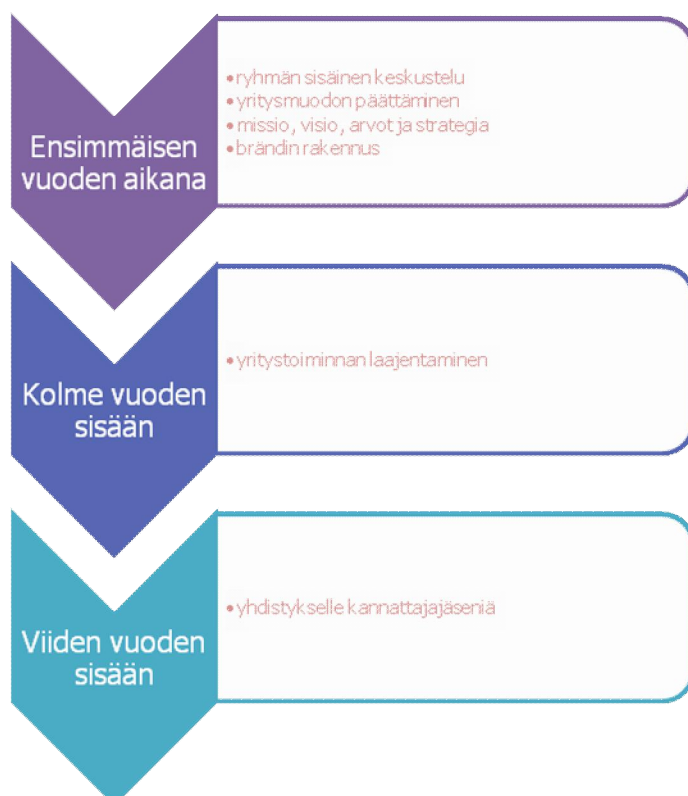 Ensimmäisen
vuoden aikana
•ryhmän sisäinen keskustelu
•yritysmuodon päättäminen
•missio, visio, arvot ja strategia
•brändin rakennus
Kolme vuoden
sisään
•yritystoiminnan laajentaminen
Viiden vuoden
sisään
•yhdistykselle kannattajajäseniä